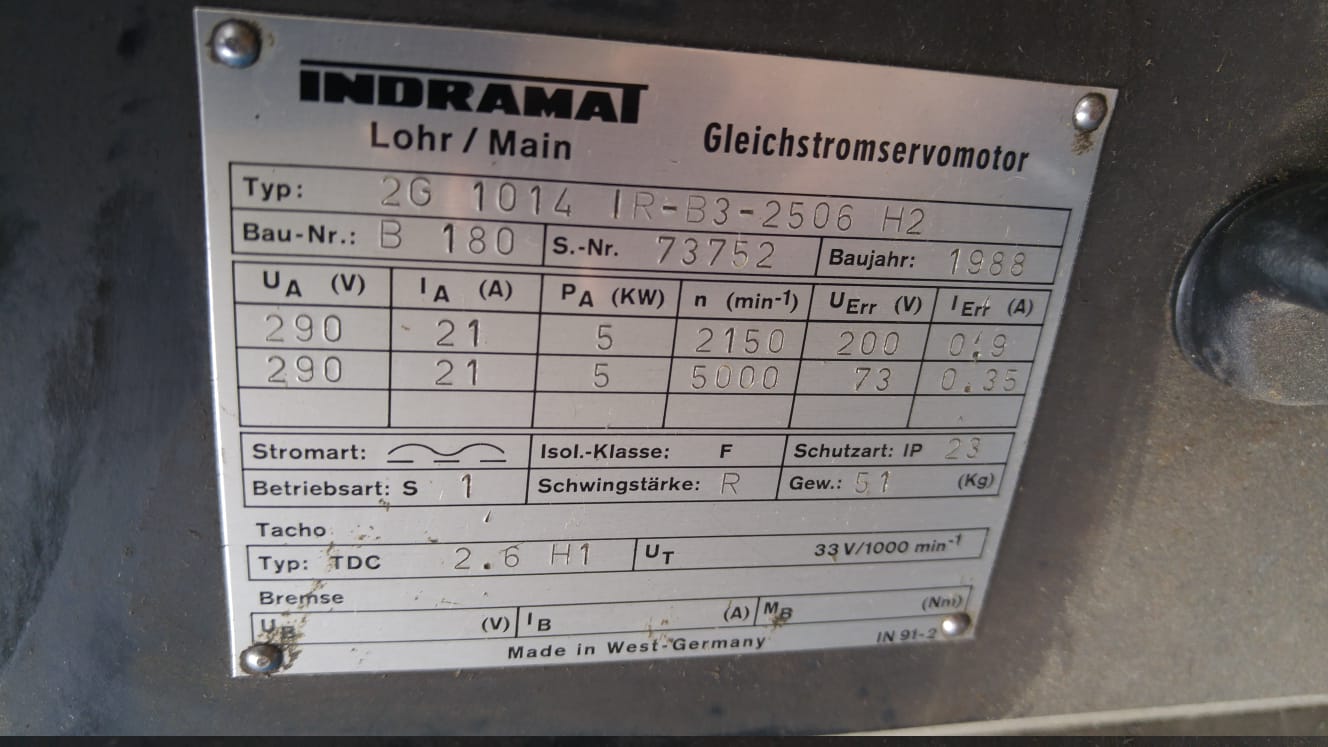 INDRAMAT
Lohr / Main Gleichstromservomotor
Typ: 2G 1014 IR-B3-2506 H2
Bau-Nr.: B 180 S.-Nr. 73752 Baujahr: 1988
UA (V) IA (A) PA (KW) n (min-1) UErr (V) IErr (A)
290 21 5 2150 200 0.9
290 21 5 5000 73 0.35
Stromart: Isol.-Klasse: F Schutzart: IP 23
Betriebsart: S 1 Schwingstärke: R Gew.: 51 (Kg)
Tacho
Typ: TDC 2.6 H1 UT 33 V/1000 min-1
Bremse
UB (V) IB (A) MB (Nm)
Made in West-Germany IN 91-2